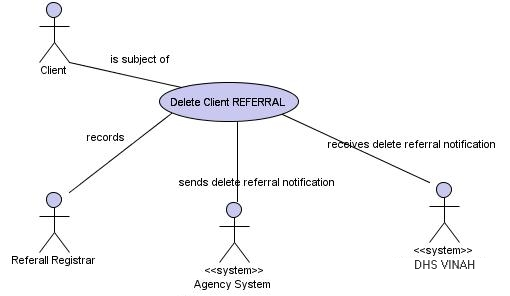 is subject of
Client
Delete Client REFERRAL
records
receives delete referral notification
sends delete referral notification
Referall Registrar
<<system>>
Agency System
<<system>>
DHS VINAH